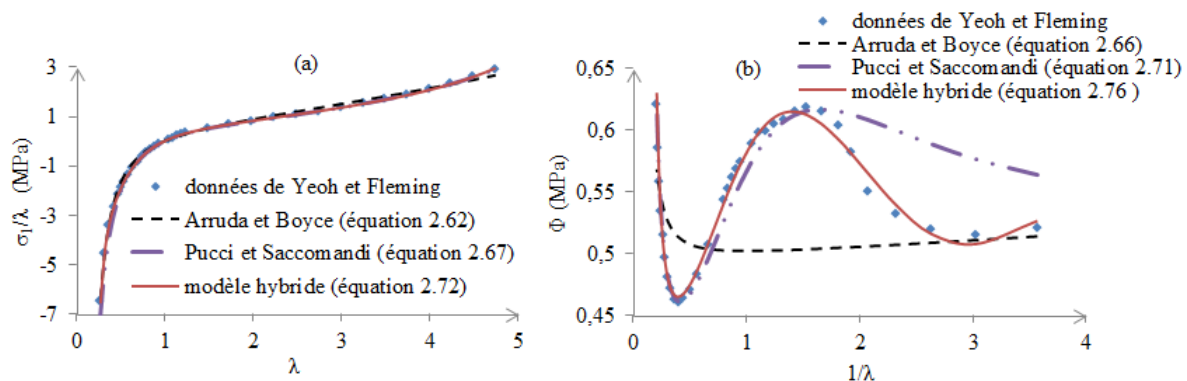 (a)
3
1
-1
-3
-5
-7
0
1
2
3
4
5
σ1/λ (MPa)
λ
données de Yeoh et Fleming
Arruda et Boyce (équation 2.62)
Pucci et Saccomandi (équation 2.67)
modèle hybride (équation 2.72)
données de Yeoh et Fleming
Arruda et Boyce (équation 2.66)
Pucci et Saccomandi (équation 2.71)
modèle hybride (équation 2.76 )
(b)
0,65
0,6
0,55
0,5
0,45
0
1
2
3
4
Φ (MPa)
1/λ